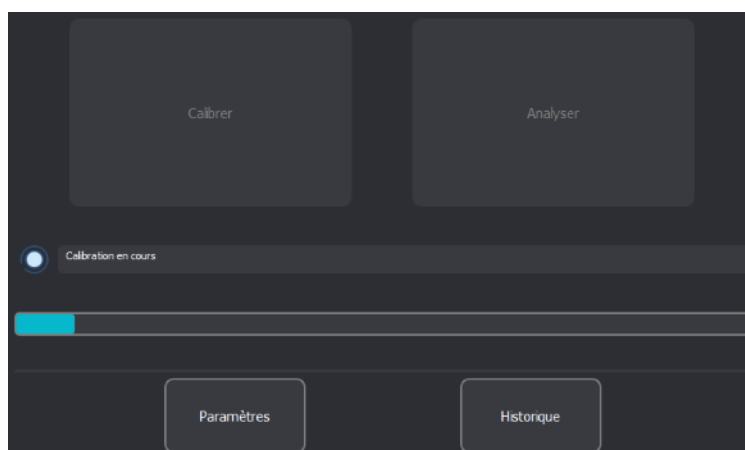 Calibrer
Analyser
Calibration en cours
Paramètres
Historique